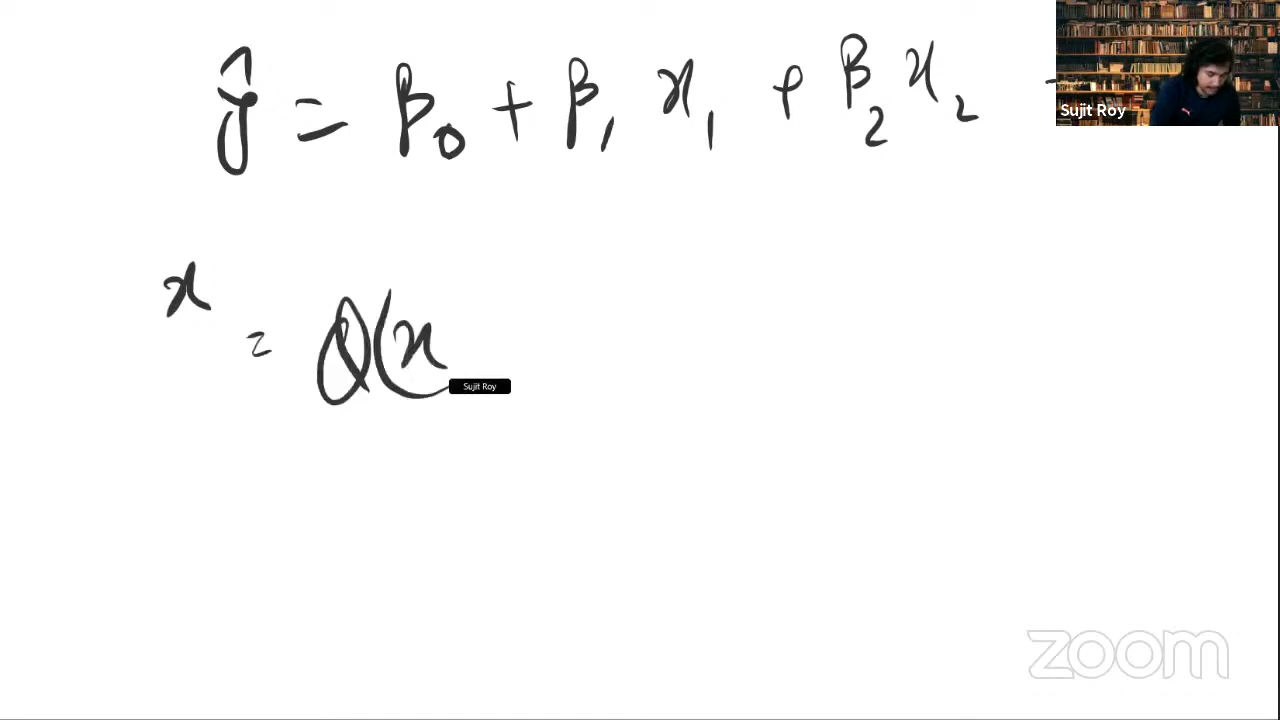 ŷ = β₀ + β₁ x₁ + β₂ x₂ -
Sujit Roy
x = Q(x
Sujit Roy
zoom